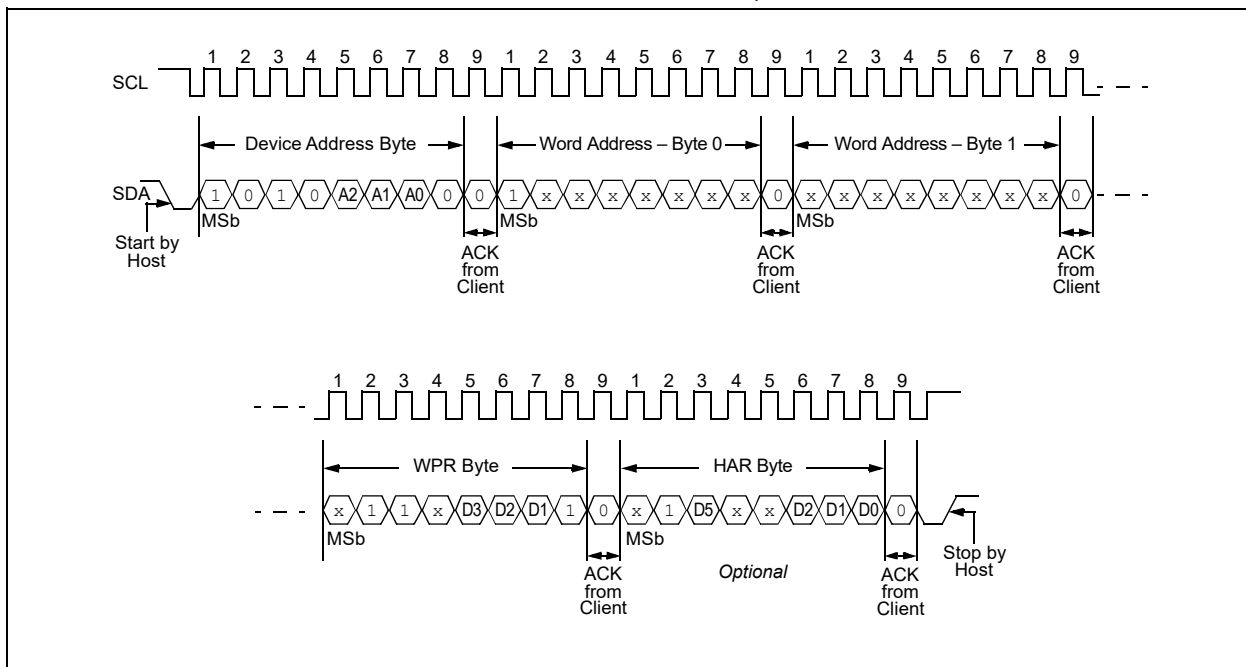 1 2 3 4 5 6 7 8 9 1 2 3 4 5 6 7 8 9 1 2 3 4 5 6 7 8 9
SCL
Device Address Byte Word Address – Byte 0 Word Address – Byte 1
SDA 1 0 1 0 A2 A1 A0 0 0 1 x x x x x x x 0 x x x x x x x x 0
MSb MSb MSb
Start by
Host
ACK
from
Client
ACK
from
Client
ACK
from
Client
1 2 3 4 5 6 7 8 9 1 2 3 4 5 6 7 8 9
WPR Byte HAR Byte
x 1 1 x D3 D2 D1 1 0 x 1 D5 x x D2 D1 D0 0
MSb MSb
ACK
from
Client
Optional
ACK
from
Client
Stop by
Host